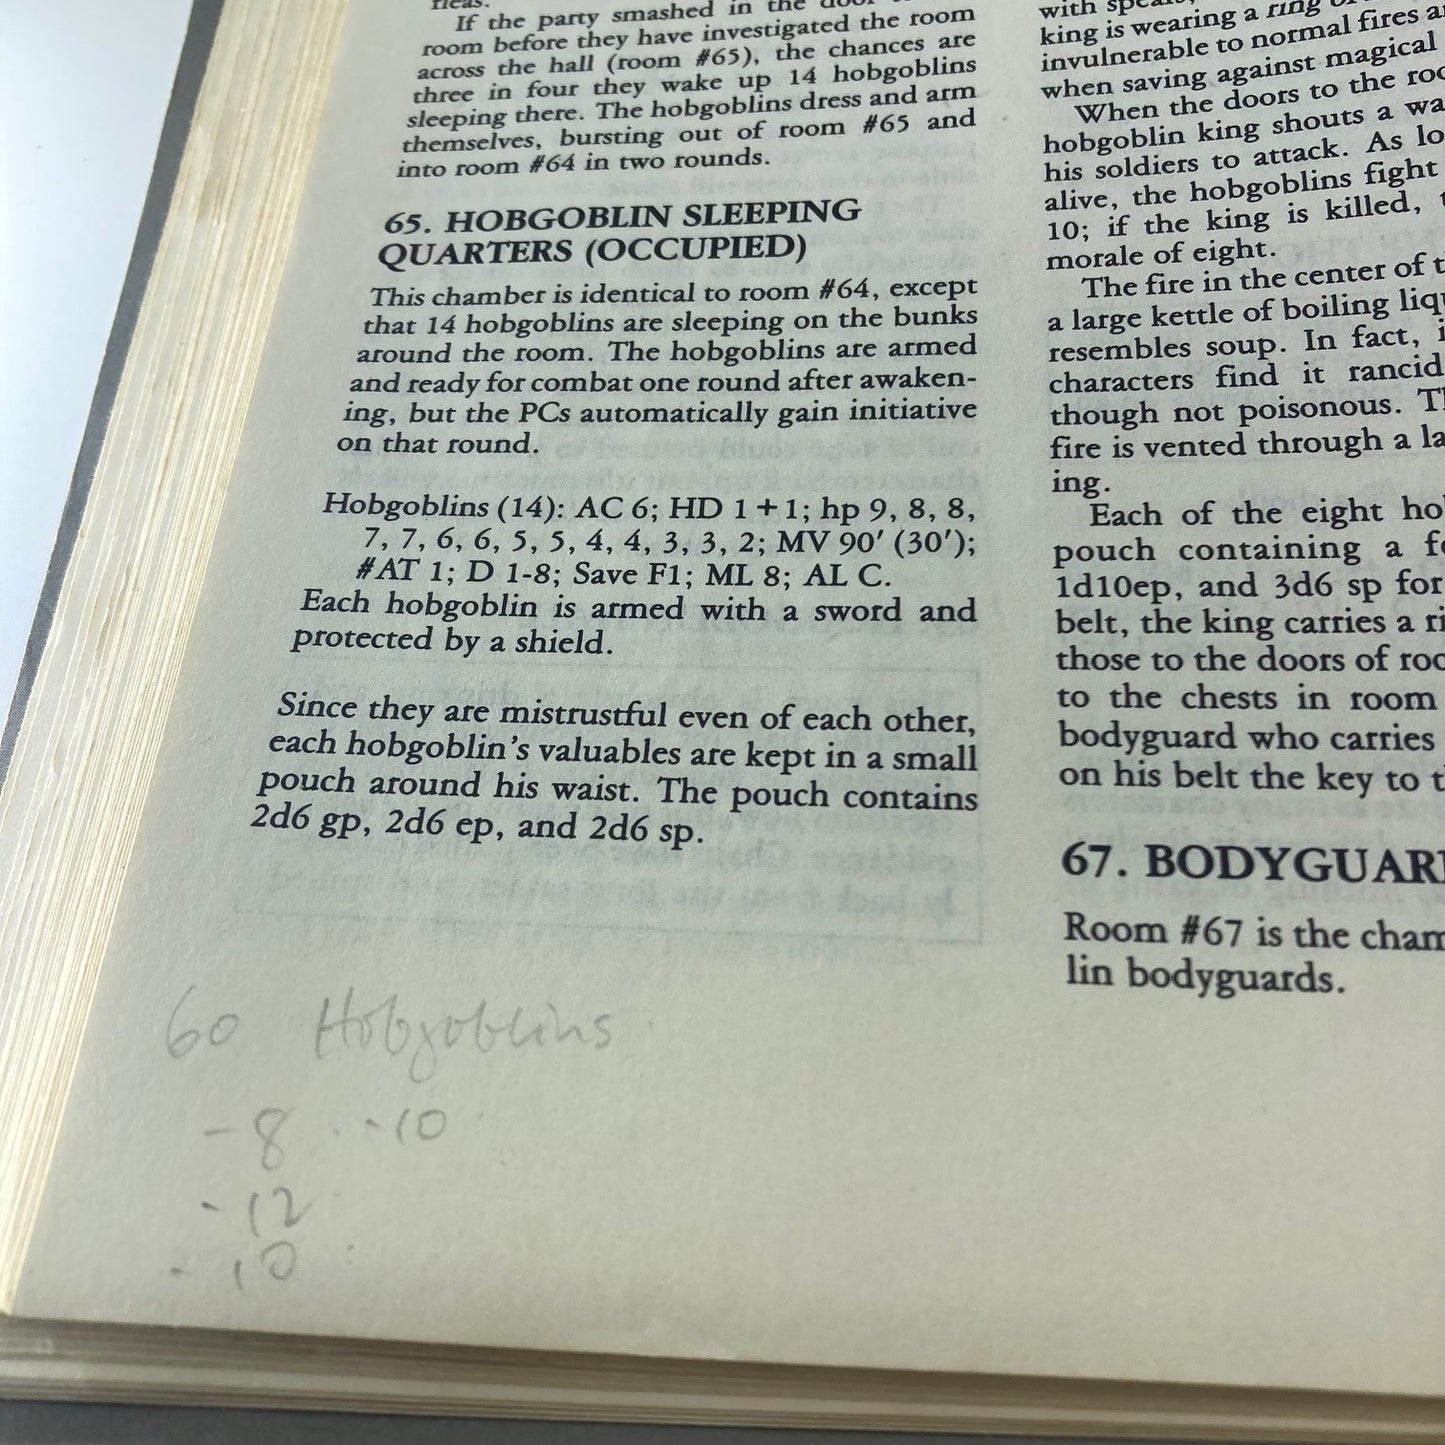 If the party smashed in the
room before they have investigated the room
across the hall (room #65), the chances are
three in four they wake up 14 hobgoblins
sleeping there. The hobgoblins dress and arm
themselves, bursting out of room #65 and
into room #64 in two rounds.
65. HOBGOBLIN SLEEPING
QUARTERS (OCCUPIED)
This chamber is identical to room #64, except
that 14 hobgoblins are sleeping on the bunks
around the room. The hobgoblins are armed
and ready for combat one round after awaken-
ing, but the PCs automatically gain initiative
on that round.
Hobgoblins (14): AC 6; HD 1 + 1; hp 9, 8, 8,
7, 7, 6, 6, 5, 5, 4, 4, 3, 3, 2; MV 90′ (30′);
#AT 1; D 1-8; Save F1; ML 8; AL C.
Each hobgoblin is armed with a sword and
protected by a shield.
Since they are mistrustful even of each other,
each hobgoblin's valuables are kept in a small
pouch around his waist. The pouch contains
2d6 gp, 2d6 ep, and 2d6 sp.
60 Hobgoblins
-8 -10
-12
-10
with
king is wearing a ring
invulnerable to normal fires
when saving against magical
When the doors to the
hobgoblin king shouts a
his soldiers to attack. As
alive, the hobgoblins fight
10; if the king is killed,
morale of eight.
The fire in the center of
a large kettle of boiling
resembles soup. In fact,
characters find it rancid
though not poisonous.
fire is vented through a
ing.
Each of the eight
pouch containing a
1d10ep, and 3d6 sp for
belt, the king carries a
those to the doors of
to the chests in room
bodyguard who carries
on his belt the key to
67. BODYGUAR
Room #67 is the
lin bodyguards.